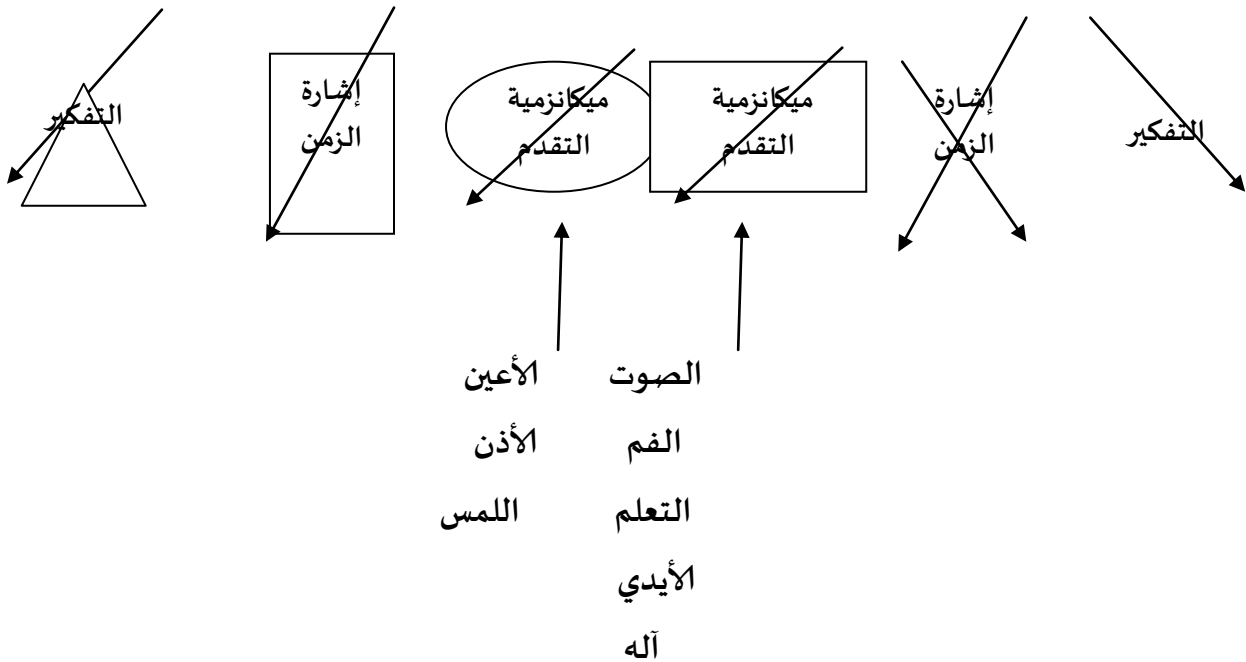 التفكير
إشارة
الزمن
ميكانزمية
التقدم
ميكانزمية
التقدم
إشارة
الزمن
التفكير
الصوت
الفم
التعلم
الأيدي
آله
الأعين
الأذن
اللمس